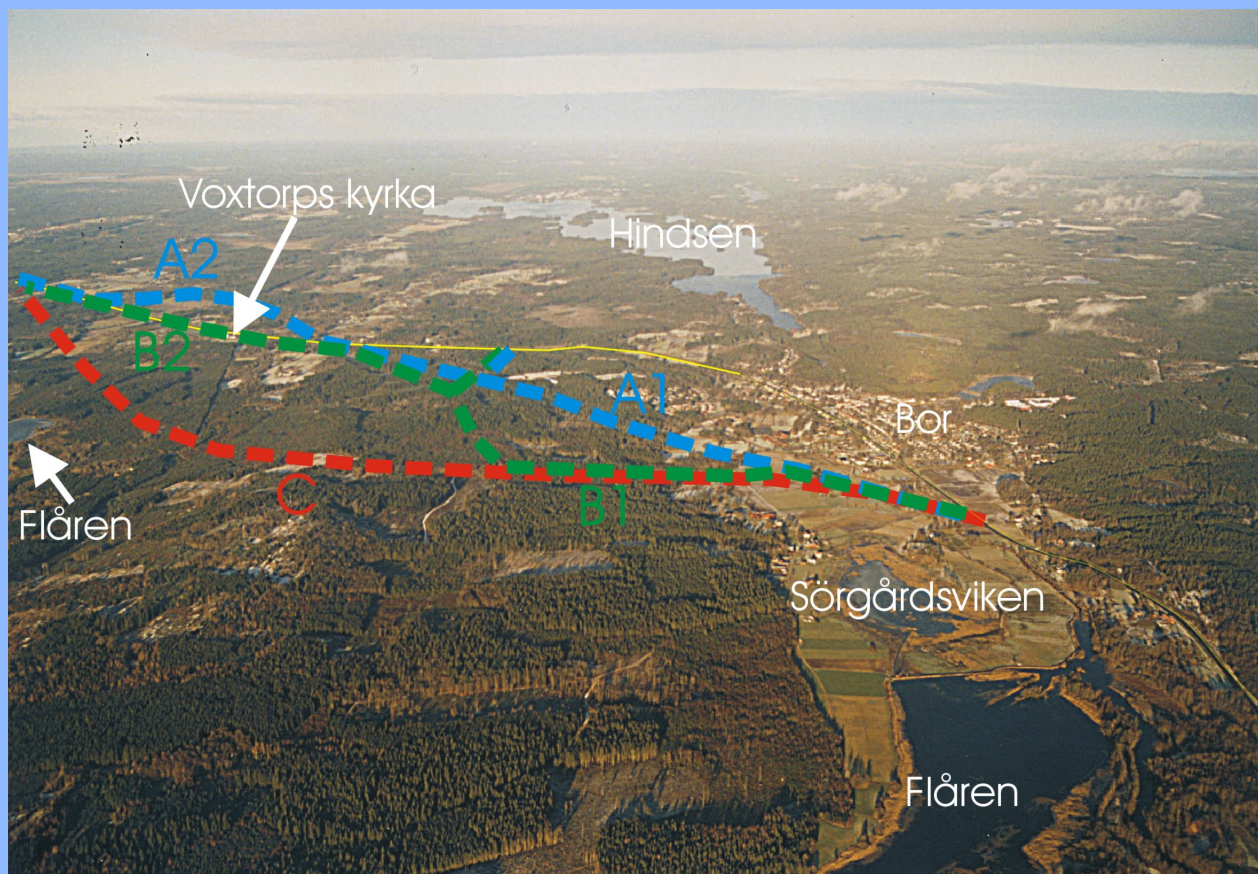 Voxtorps kyrka
Hindsen
A2
B2
A1
Bor
C
B1
Flåren
Sörgårdsviken
Flåren